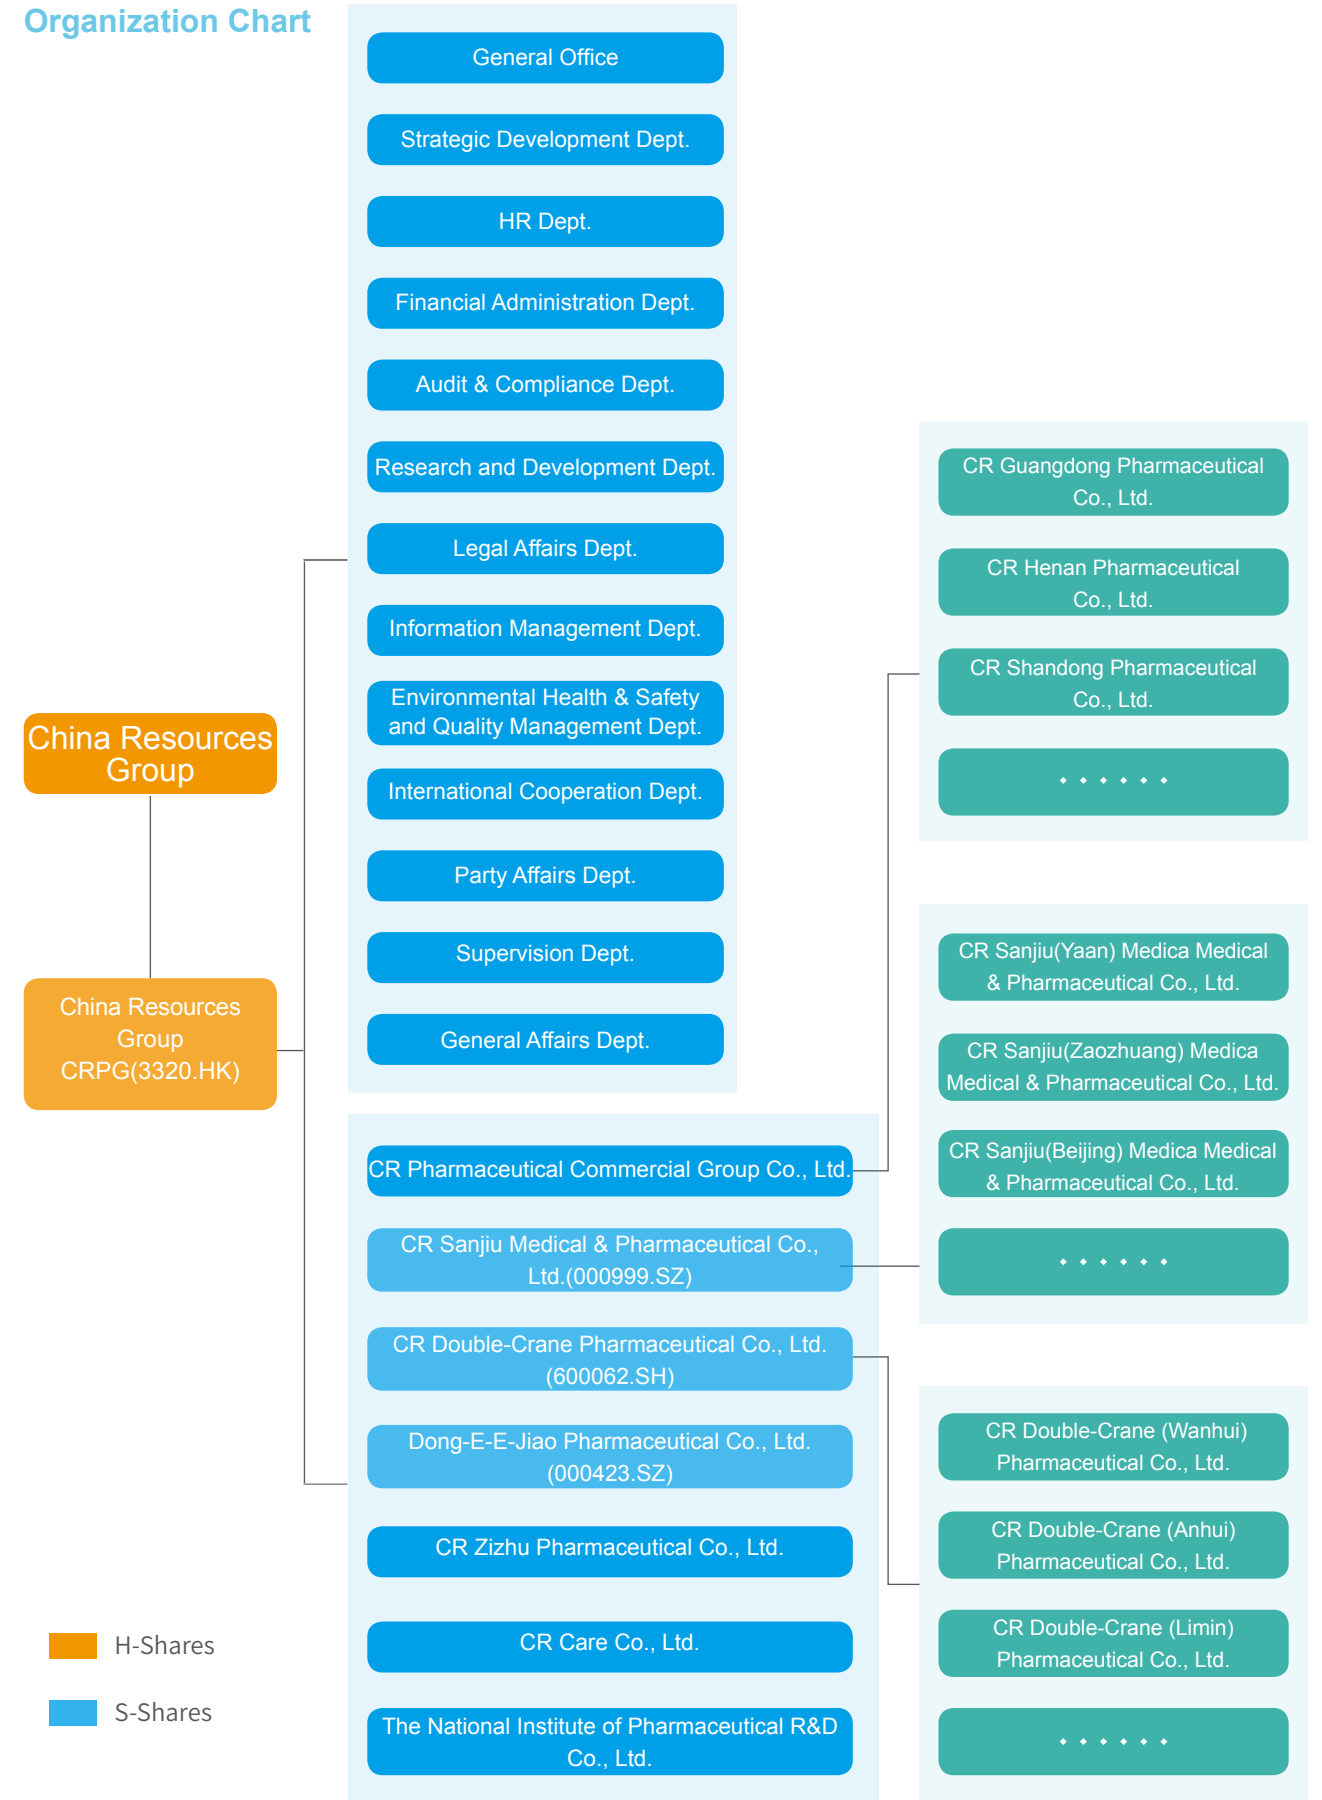 Organization Chart
General Office
Strategic Development Dept.
HR Dept.
Financial Administration Dept.
Audit & Compliance Dept.
Research and Development Dept.
Legal Affairs Dept.
Information Management Dept.
Environmental Health & Safety
and Quality Management Dept.
International Cooperation Dept.
Party Affairs Dept.
Supervision Dept.
General Affairs Dept.
China Resources
Group
China Resources
Group
CRPG(3320.HK)
CR Pharmaceutical Commercial Group Co., Ltd.
CR Sanjiu Medical & Pharmaceutical Co.,
Ltd.(000999.SZ)
CR Double-Crane Pharmaceutical Co., Ltd.
(600062.SH)
Dong-E-E-Jiao Pharmaceutical Co., Ltd.
(000423.SZ)
CR Zizhu Pharmaceutical Co., Ltd.
CR Care Co., Ltd.
The National Institute of Pharmaceutical R&D
Co., Ltd.
CR Guangdong Pharmaceutical
Co., Ltd.
CR Henan Pharmaceutical
Co., Ltd.
CR Shandong Pharmaceutical
Co., Ltd.
······
CR Sanjiu(Yaan) Medica Medical
& Pharmaceutical Co., Ltd.
CR Sanjiu(Zaozhuang) Medica
Medical & Pharmaceutical Co., Ltd.
CR Sanjiu(Beijing) Medica Medical
& Pharmaceutical Co., Ltd.
······
CR Double-Crane (Wanhui)
Pharmaceutical Co., Ltd.
CR Double-Crane (Anhui)
Pharmaceutical Co., Ltd.
CR Double-Crane (Limin)
Pharmaceutical Co., Ltd.
······
H-Shares
S-Shares